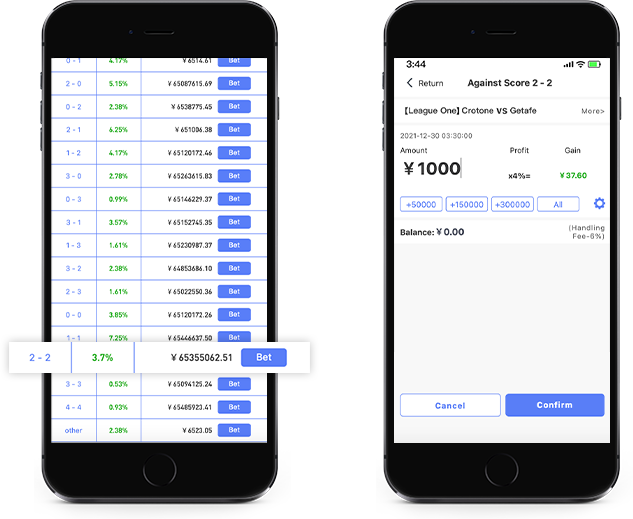 0 - 1 4.17% ¥ 6514.61 Bet
2 - 0 5.15% ¥ 65087615.69 Bet
0 - 2 2.38% ¥ 6538775.45 Bet
2 - 1 6.25% ¥ 651006.38 Bet
1 - 2 4.17% ¥ 65120172.46 Bet
3 - 0 2.78% ¥ 65263615.83 Bet
0 - 3 0.99% ¥ 65146229.37 Bet
3 - 1 3.57% ¥ 65152745.35 Bet
1 - 3 1.61% ¥ 65230987.37 Bet
3 - 2 2.38% ¥ 64853686.10 Bet
2 - 3 1.61% ¥ 65022550.36 Bet
0 - 0 3.85% ¥ 65120172.26 Bet
1 - 1 7.25% ¥ 65446637.50 Bet
2 - 2 3.7% ¥ 65355062.51 Bet
3 - 3 0.53% ¥ 65094125.24 Bet
4 - 4 0.93% ¥ 65485923.41 Bet
other 2.38% ¥ 6523.05 Bet
3:44
Return Against Score 2 - 2
【League One】Crotone VS Getafe More>
2021-12-30 03:30:00
Amount Profit Gain
¥1000 x4%= ¥37.60
+50000 +150000 +300000 All
Balance:¥0.00 (Handling
Fee-6%)
Cancel Confirm